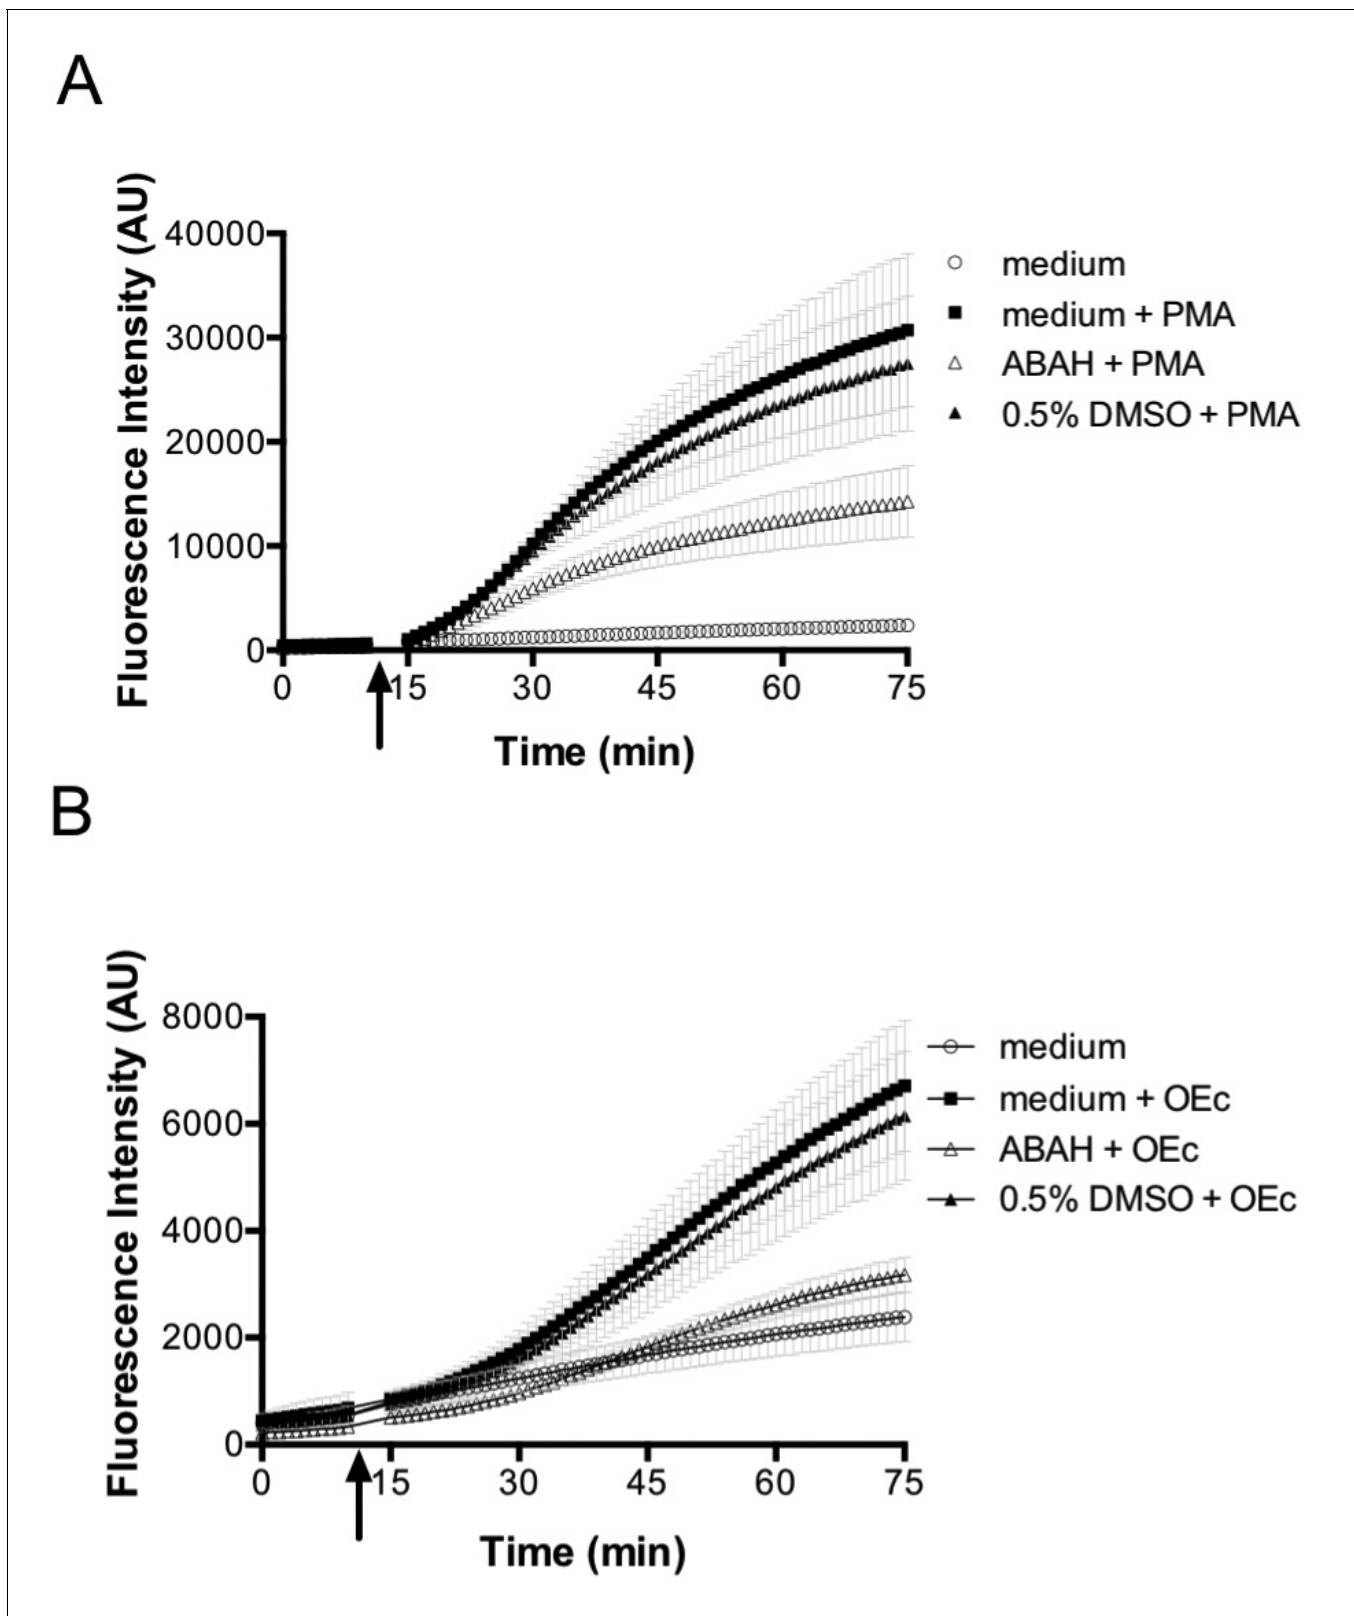 A
Fluorescence Intensity (AU)
40000
30000
20000
10000
0
0 15 30 45 60 75
Time (min)
medium
medium + PMA
ABAH + PMA
0.5% DMSO + PMA
B
Fluorescence Intensity (AU)
8000
6000
4000
2000
0
0 15 30 45 60 75
Time (min)
medium
medium + OEc
ABAH + OEc
0.5% DMSO + OEc